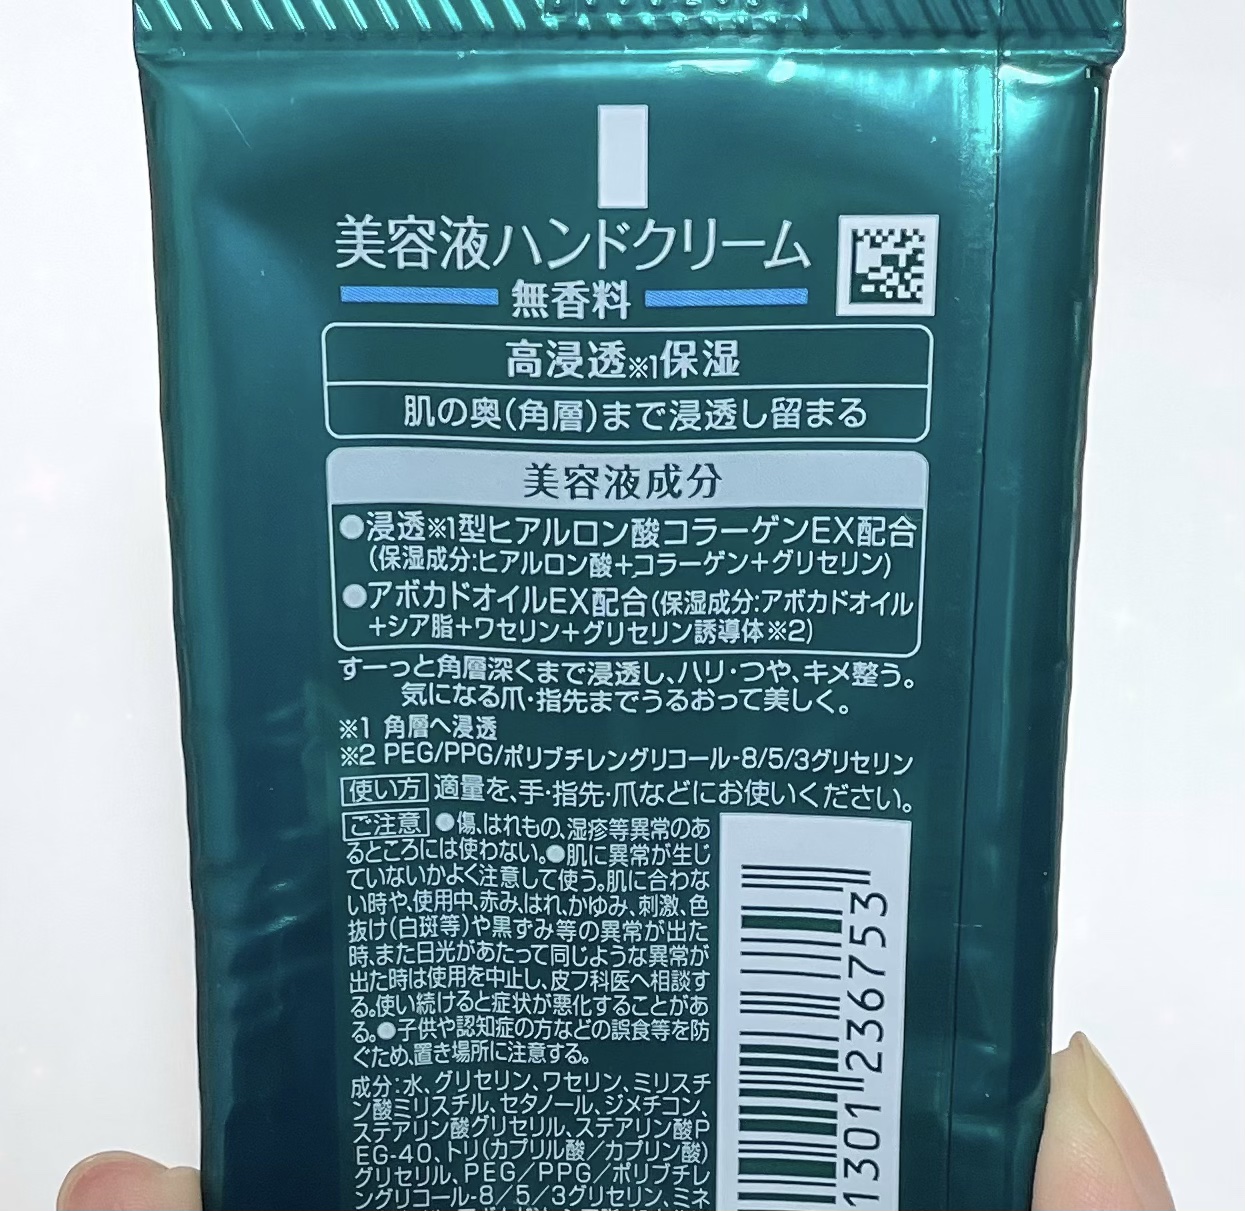 美容液ハンドクリーム
無香料
高浸透※1保湿
肌の奥(角層)まで浸透し留まる
美容液成分
●浸透※1型ヒアルロン酸コラーゲンEX配合
(保湿成分:ヒアルロン酸+コラーゲン+グリセリン)
●アボカドオイルEX配合(保湿成分:アボカドオイル
+シア脂+ワセリン+グリセリン誘導体※2)
すーっと角層深くまで浸透し、ハリ・つや、キメ整う。
気になる爪・指先までうるおって美しく。
※1 角層へ浸透
※2 PEG/PPG/ポリブチレングリコール-8/5/3グリセリン
使い方 適量を、手・指先・爪などにお使いください。
ご注意 ●傷、はれもの、湿疹等異常のあ
るところには使わない。●肌に異常が生じ
ていないかよく注意して使う。肌に合わな
い時や、使用中、赤み、はれ、かゆみ、刺激、色
抜け(白斑等)や黒ずみ等の異常が出た
時、また日光があたって同じような異常が
出た時は使用を中止し、皮フ科医へ相談す
る。使い続けると症状が悪化することがあ
る。●子供や認知症の方などの誤食等を防
ぐため、置き場所に注意する。
成分:水、グリセリン、ワセリン、ミリスチ
ン酸ミリスチル、セタノール、ジメチコン、
ステアリン酸グリセリル、ステアリン酸P
EG-40、トリ(カプリル酸/カプリン酸)
グリセリル、PEG/PPG/ポリブチレ
ングリコール-8/5/3グリセリン、ミネ
1301 236753